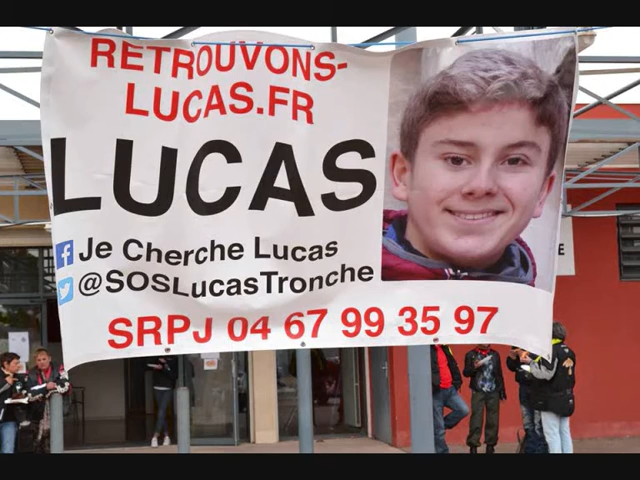 RETROUVONS-
LUCAS.FR
LUCAS
f Je Cherche Lucas
@SOSLucasTronche
SRPJ 04 67 99 35 97
E